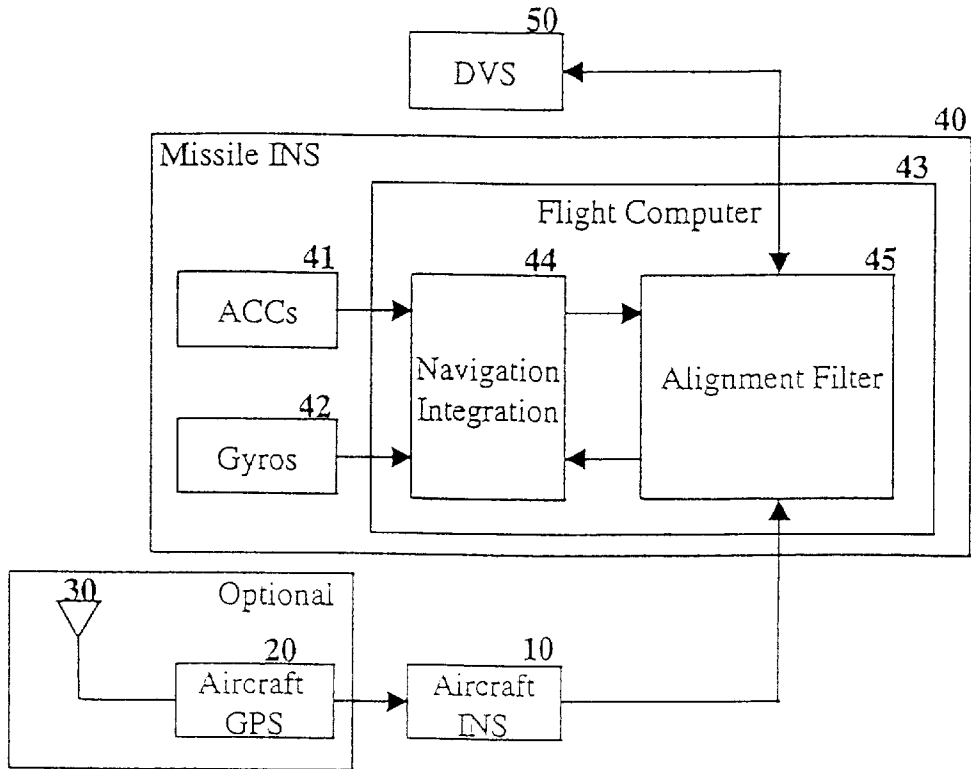 50
DVS
40
Missile INS
43
Flight Computer
41
44
45
ACCs
Navigation
Integration
Alignment Filter
42
Gyros
30
Optional
20
10
Aircraft
GPS
Aircraft
INS